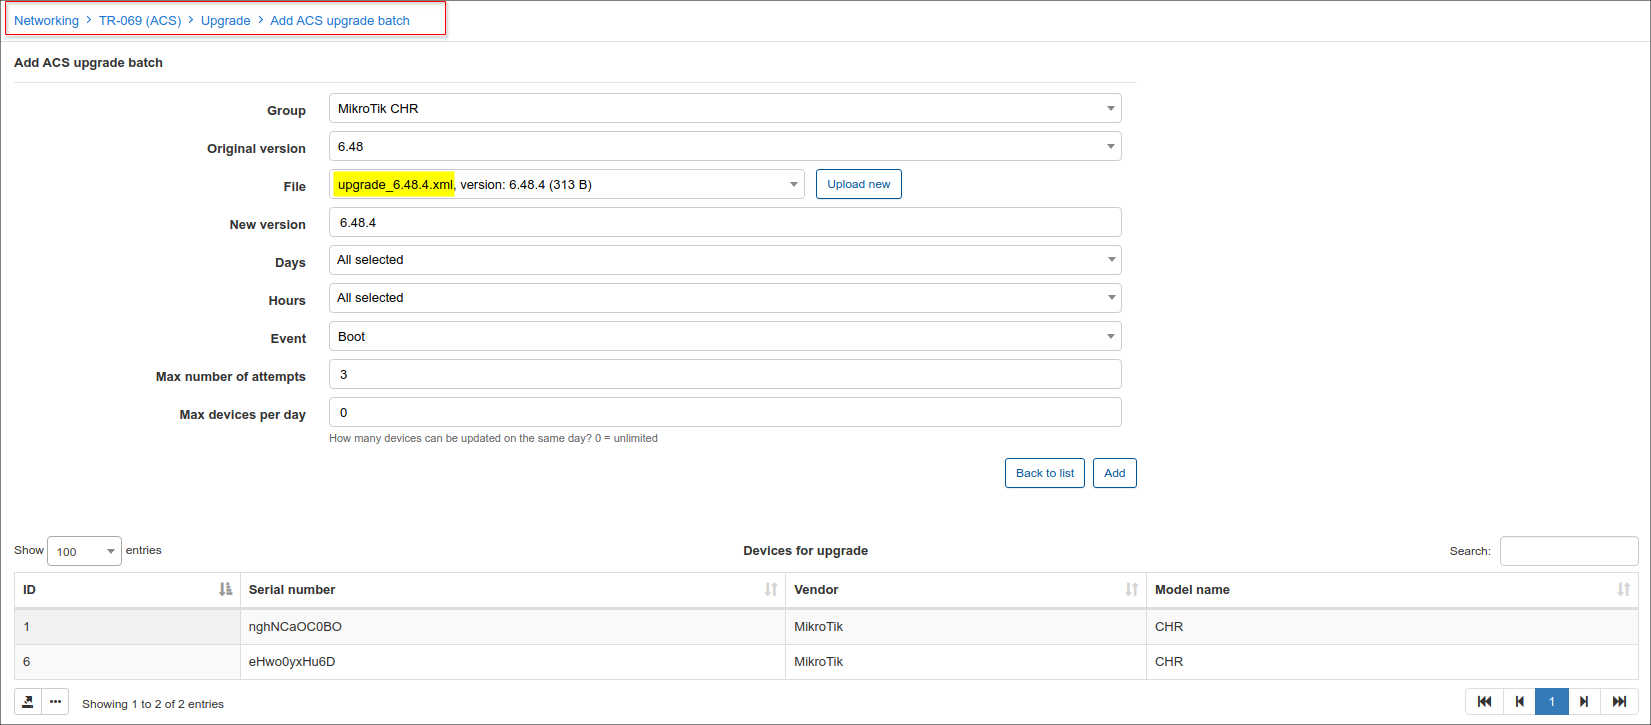 Networking > TR-069 (ACS) > Upgrade > Add ACS upgrade batch
Add ACS upgrade batch
Group MikroTik CHR
Original version 6.48
File upgrade_6.48.4.xml, version: 6.48.4 (313 B) Upload new
New version 6.48.4
Days All selected
Hours All selected
Event Boot
Max number of attempts 3
Max devices per day 0
How many devices can be updated on the same day? 0 = unlimited
Back to list Add
Show 100 entries Devices for upgrade Search:
ID Serial number Vendor Model name
1 nghNCaOC0BO MikroTik CHR
6 eHwo0yxHu6D MikroTik CHR
Showing 1 to 2 of 2 entries 1